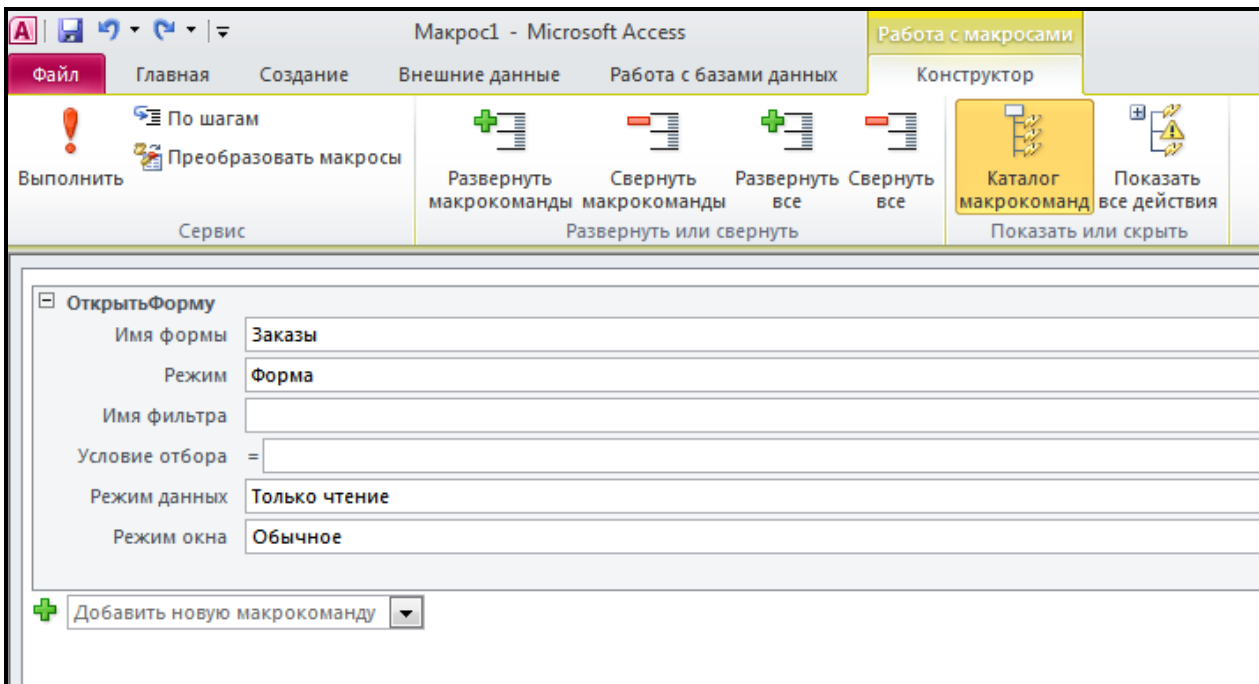 Макрос1 - Microsoft Access
Работа с макросами
Файл Главная Создание Внешние данные Работа с базами данных Конструктор
Выполнить
По шагам
Преобразовать макросы
Сервис
Развернуть макрокоманды
Свернуть макрокоманды
Развернуть все
Свернуть все
Развернуть или свернуть
Каталог макрокоманд
Показать все действия
Показать или скрыть
ОткрытьФорму
Имя формы Заказы
Режим Форма
Имя фильтра
Условие отбора =
Режим данных Только чтение
Режим окна Обычное
Добавить новую макрокоманду